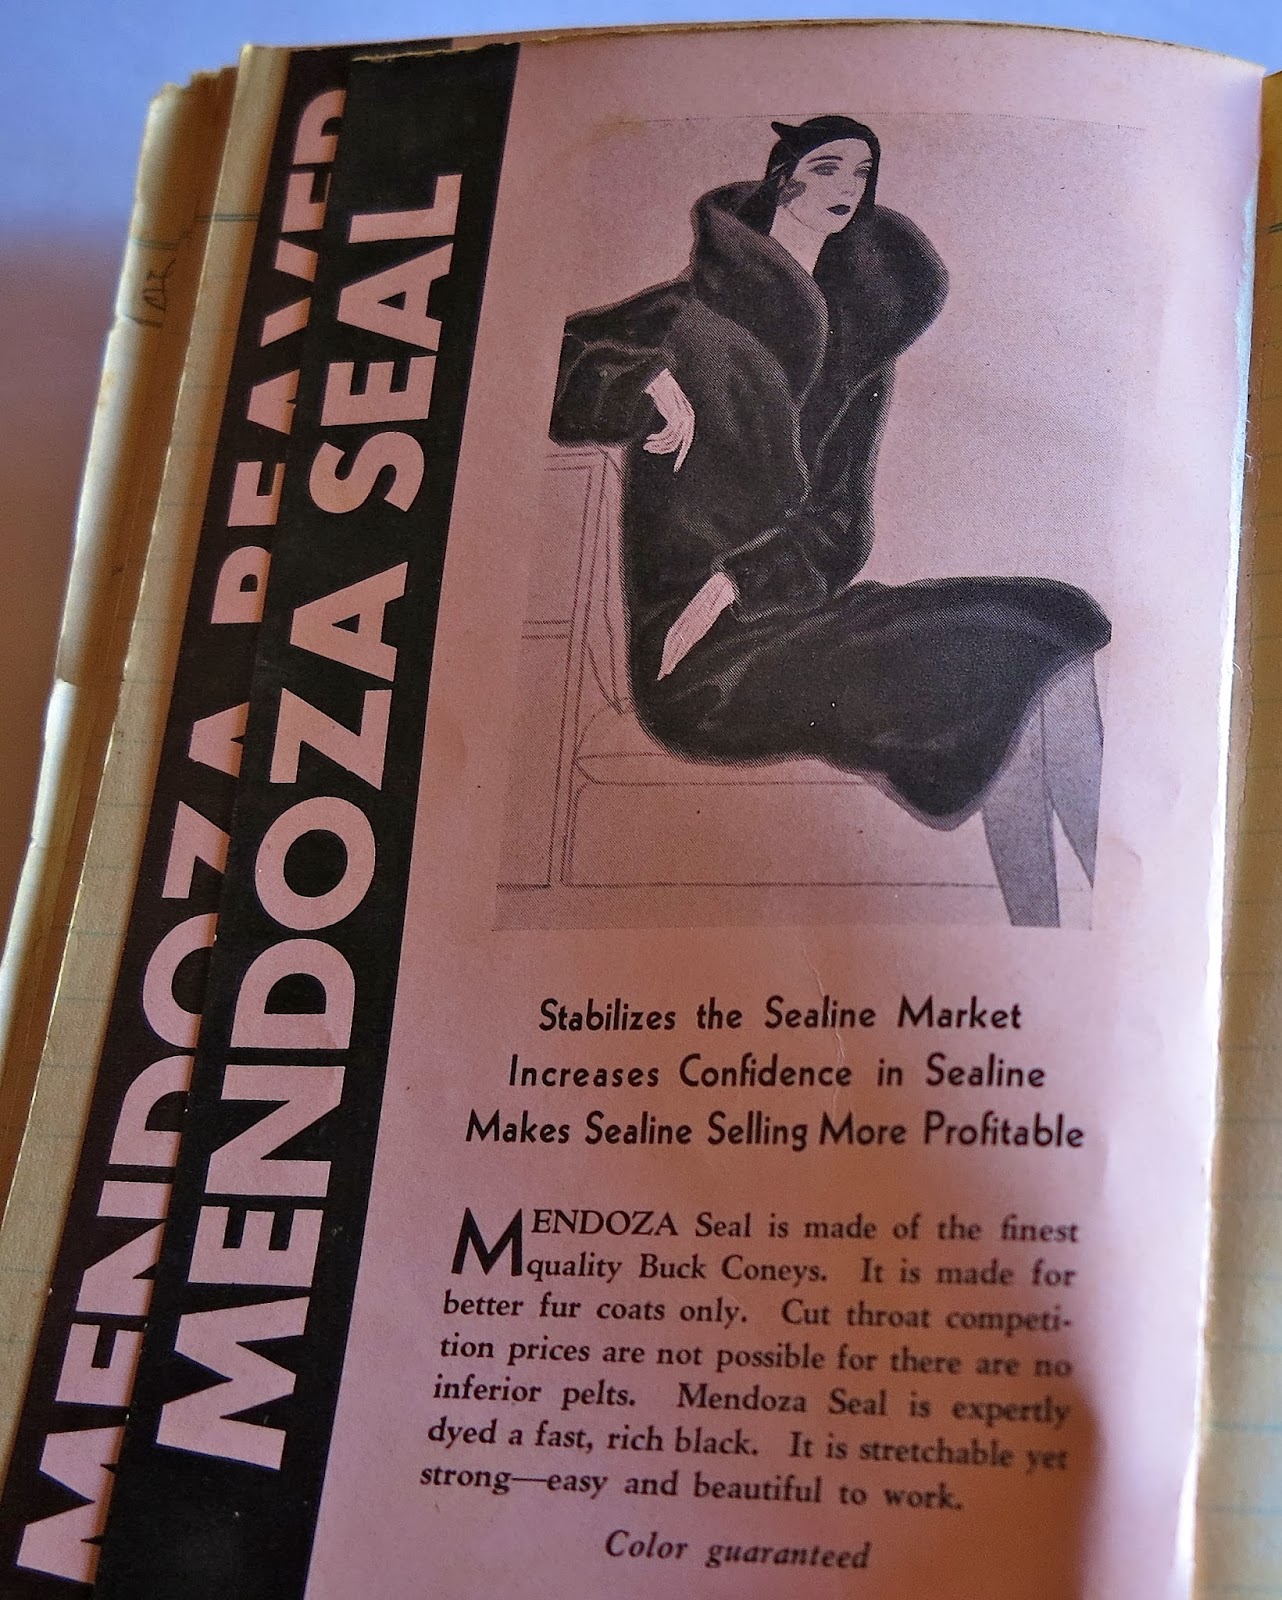 MENDOZA BEAVER
MENDOZA SEAL
Stabilizes the Sealine Market
Increases Confidence in Sealine
Makes Sealine Selling More Profitable
MENDOZA Seal is made of the finest
quality Buck Coneys. It is made for
better fur coats only. Cut throat competi-
tion prices are not possible for there are no
inferior pelts. Mendoza Seal is expertly
dyed a fast, rich black. It is stretchable yet
strong—easy and beautiful to work.
Color guaranteed